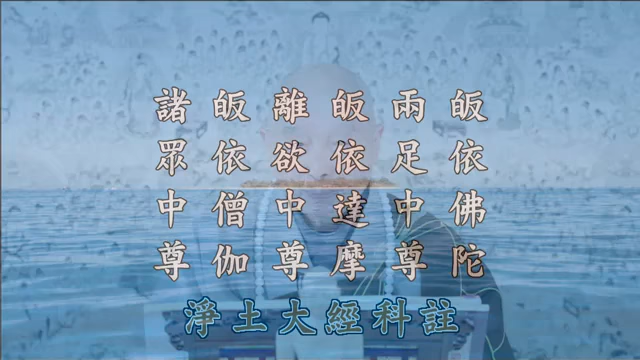 皈依佛陀
兩足中尊
皈依達摩
離欲中尊
皈依僧伽
諸眾中尊
淨土大經科註